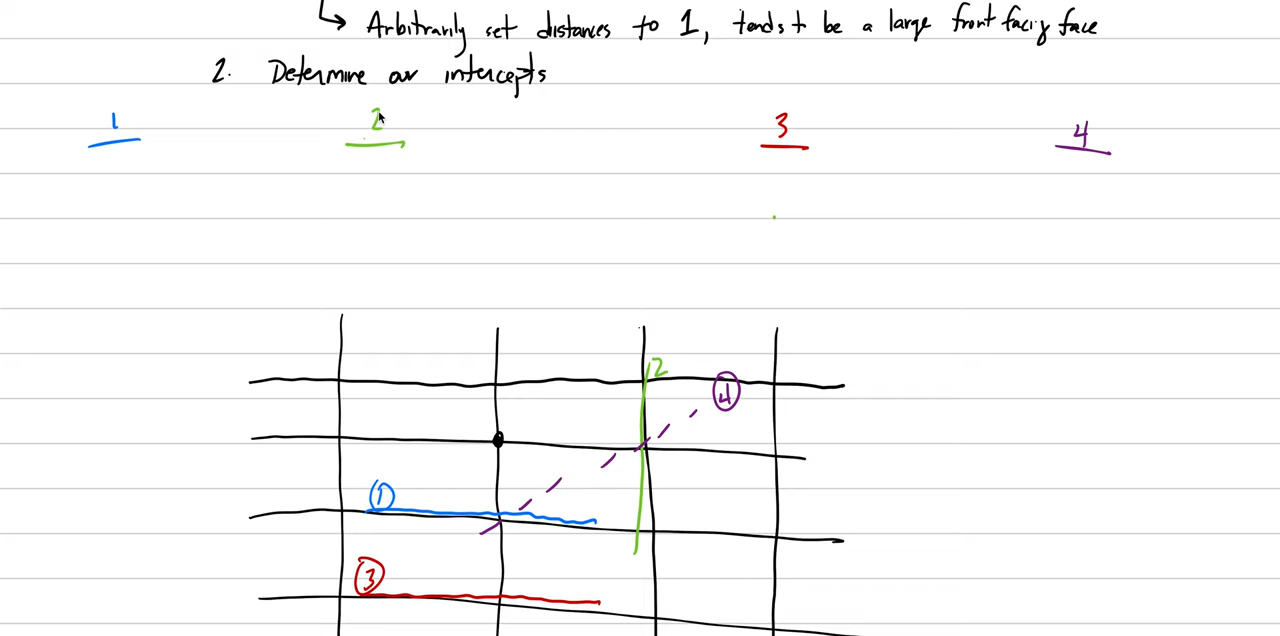 ↳ Arbitrarily set distances to 1, tends to be a large front facing face
2. Determine our intercepts
1 2 3 4
2
4
1
3